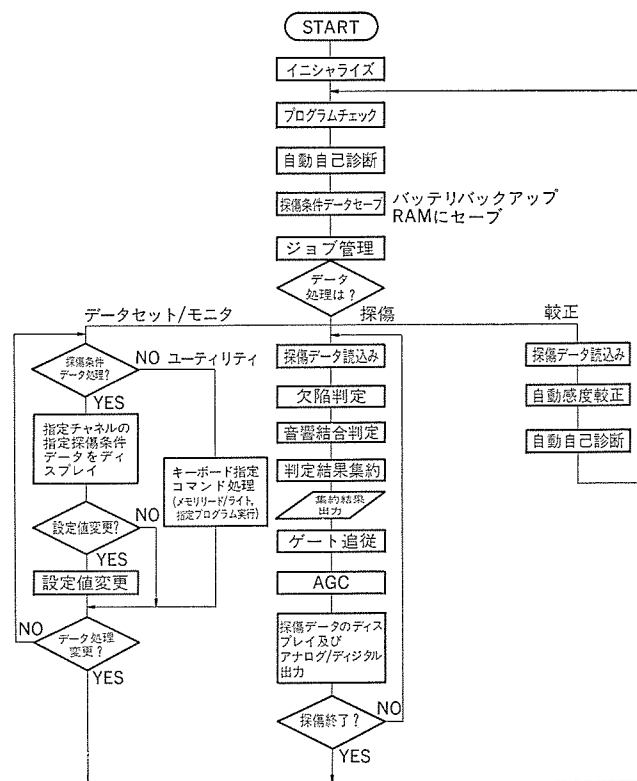 START
イニシャライズ
プログラムチェック
自動自己診断
探傷条件データセーブ
バッテリバックアップ
RAMにセーブ
ジョブ管理
データ
処理は?
データセット/モニタ
探傷
較正
探傷条件
データ処理?
NO ユーティリティ
YES
指定チャネルの
指定探傷条件
データをディ
スプレイ
キーボード指定
コマンド処理
(メモリリード/ライト,
指定プログラム実行)
設定値変更?
NO
YES
設定値変更
NO
データ処理
変更?
YES
探傷データ読込み
欠陥判定
音響結合判定
判定結果集約
集約結果
出力
ゲート追従
AGC
探傷データのディス
プレイ及び
アナログ/ディジタル
出力
探傷終了?
NO
YES
探傷データ読込み
自動感度較正
自動自己診断